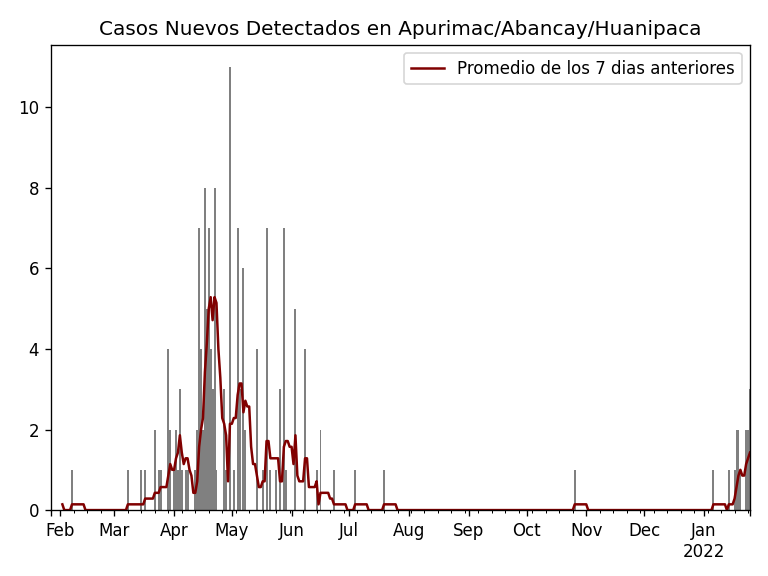 Casos Nuevos Detectados en Apurimac/Abancay/Huanipaca
Promedio de los 7 dias anteriores
10
8
6
4
2
0
Feb Mar Apr May Jun Jul Aug Sep Oct Nov Dec Jan
2022